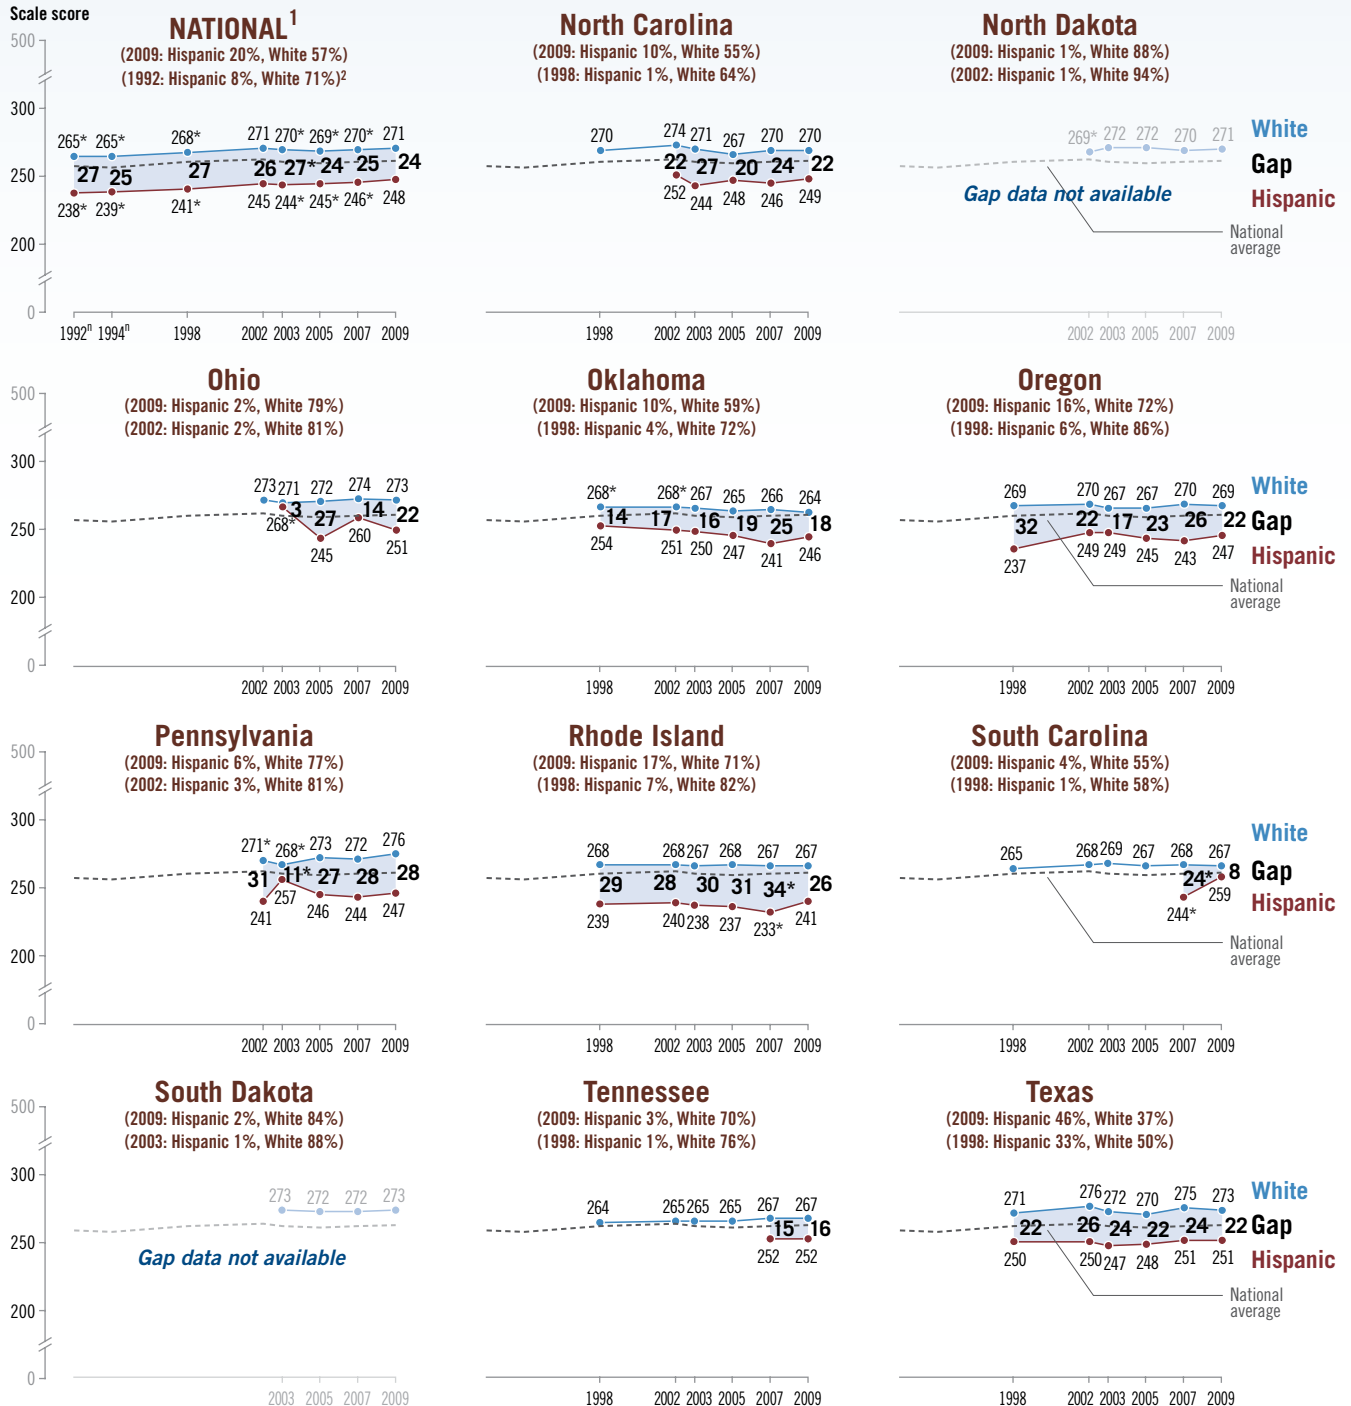 Scale score
NATIONAL1
(2009: Hispanic 20%, White 57%)
(1992: Hispanic 8%, White 71%)2
500
300
250
200
0
265* 265* 268* 271 270* 269* 270* 271
27 25 27 26 27* 24 25 24
238* 239* 241* 245 244* 245* 246* 248
1992n 1994n 1998 2002 2003 2005 2007 2009
North Carolina
(2009: Hispanic 10%, White 55%)
(1998: Hispanic 1%, White 64%)
270 274 271 267 270 270
22 27 20 24 22
252 244 248 246 249
1998 2002 2003 2005 2007 2009
North Dakota
(2009: Hispanic 1%, White 88%)
(2002: Hispanic 1%, White 94%)
269* 272 272 270 271
Gap data not available
White
Gap
Hispanic
National
average
2002 2003 2005 2007 2009
Ohio
(2009: Hispanic 2%, White 79%)
(2002: Hispanic 2%, White 81%)
500
300
250
200
0
273 271 272 274 273
3 27 14 22
268* 245 260 251
2002 2003 2005 2007 2009
Oklahoma
(2009: Hispanic 10%, White 59%)
(1998: Hispanic 4%, White 72%)
268* 268* 267 265 266 264
14 17 16 19 25 18
254 251 250 247 241 246
1998 2002 2003 2005 2007 2009
Oregon
(2009: Hispanic 16%, White 72%)
(1998: Hispanic 6%, White 86%)
269 270 267 267 270 269
32 22 17 23 26 22
237 249 249 245 243 247
White
Gap
Hispanic
National
average
1998 2002 2003 2005 2007 2009
Pennsylvania
(2009: Hispanic 6%, White 77%)
(2002: Hispanic 3%, White 81%)
500
300
250
200
0
271* 268* 273 272 276
31 11* 27 28 28
241 257 246 244 247
2002 2003 2005 2007 2009
Rhode Island
(2009: Hispanic 17%, White 71%)
(1998: Hispanic 7%, White 82%)
268 268 267 268 267 267
29 28 30 31 34* 26
239 240 238 237 233* 241
1998 2002 2003 2005 2007 2009
South Carolina
(2009: Hispanic 4%, White 55%)
(1998: Hispanic 1%, White 58%)
265 268 269 267 268 267
24* 8
244* 259
White
Gap
Hispanic
National
average
1998 2002 2003 2005 2007 2009
South Dakota
(2009: Hispanic 2%, White 84%)
(2003: Hispanic 1%, White 88%)
500
300
250
200
0
273 272 272 273
Gap data not available
2003 2005 2007 2009
Tennessee
(2009: Hispanic 3%, White 70%)
(1998: Hispanic 1%, White 76%)
264 265 265 265 267 267
15 16
252 252
1998 2002 2003 2005 2007 2009
Texas
(2009: Hispanic 46%, White 37%)
(1998: Hispanic 33%, White 50%)
271 276 272 270 275 273
22 26 24 22 24 22
250 250 247 248 251 251
White
Gap
Hispanic
National
average
1998 2002 2003 2005 2007 2009